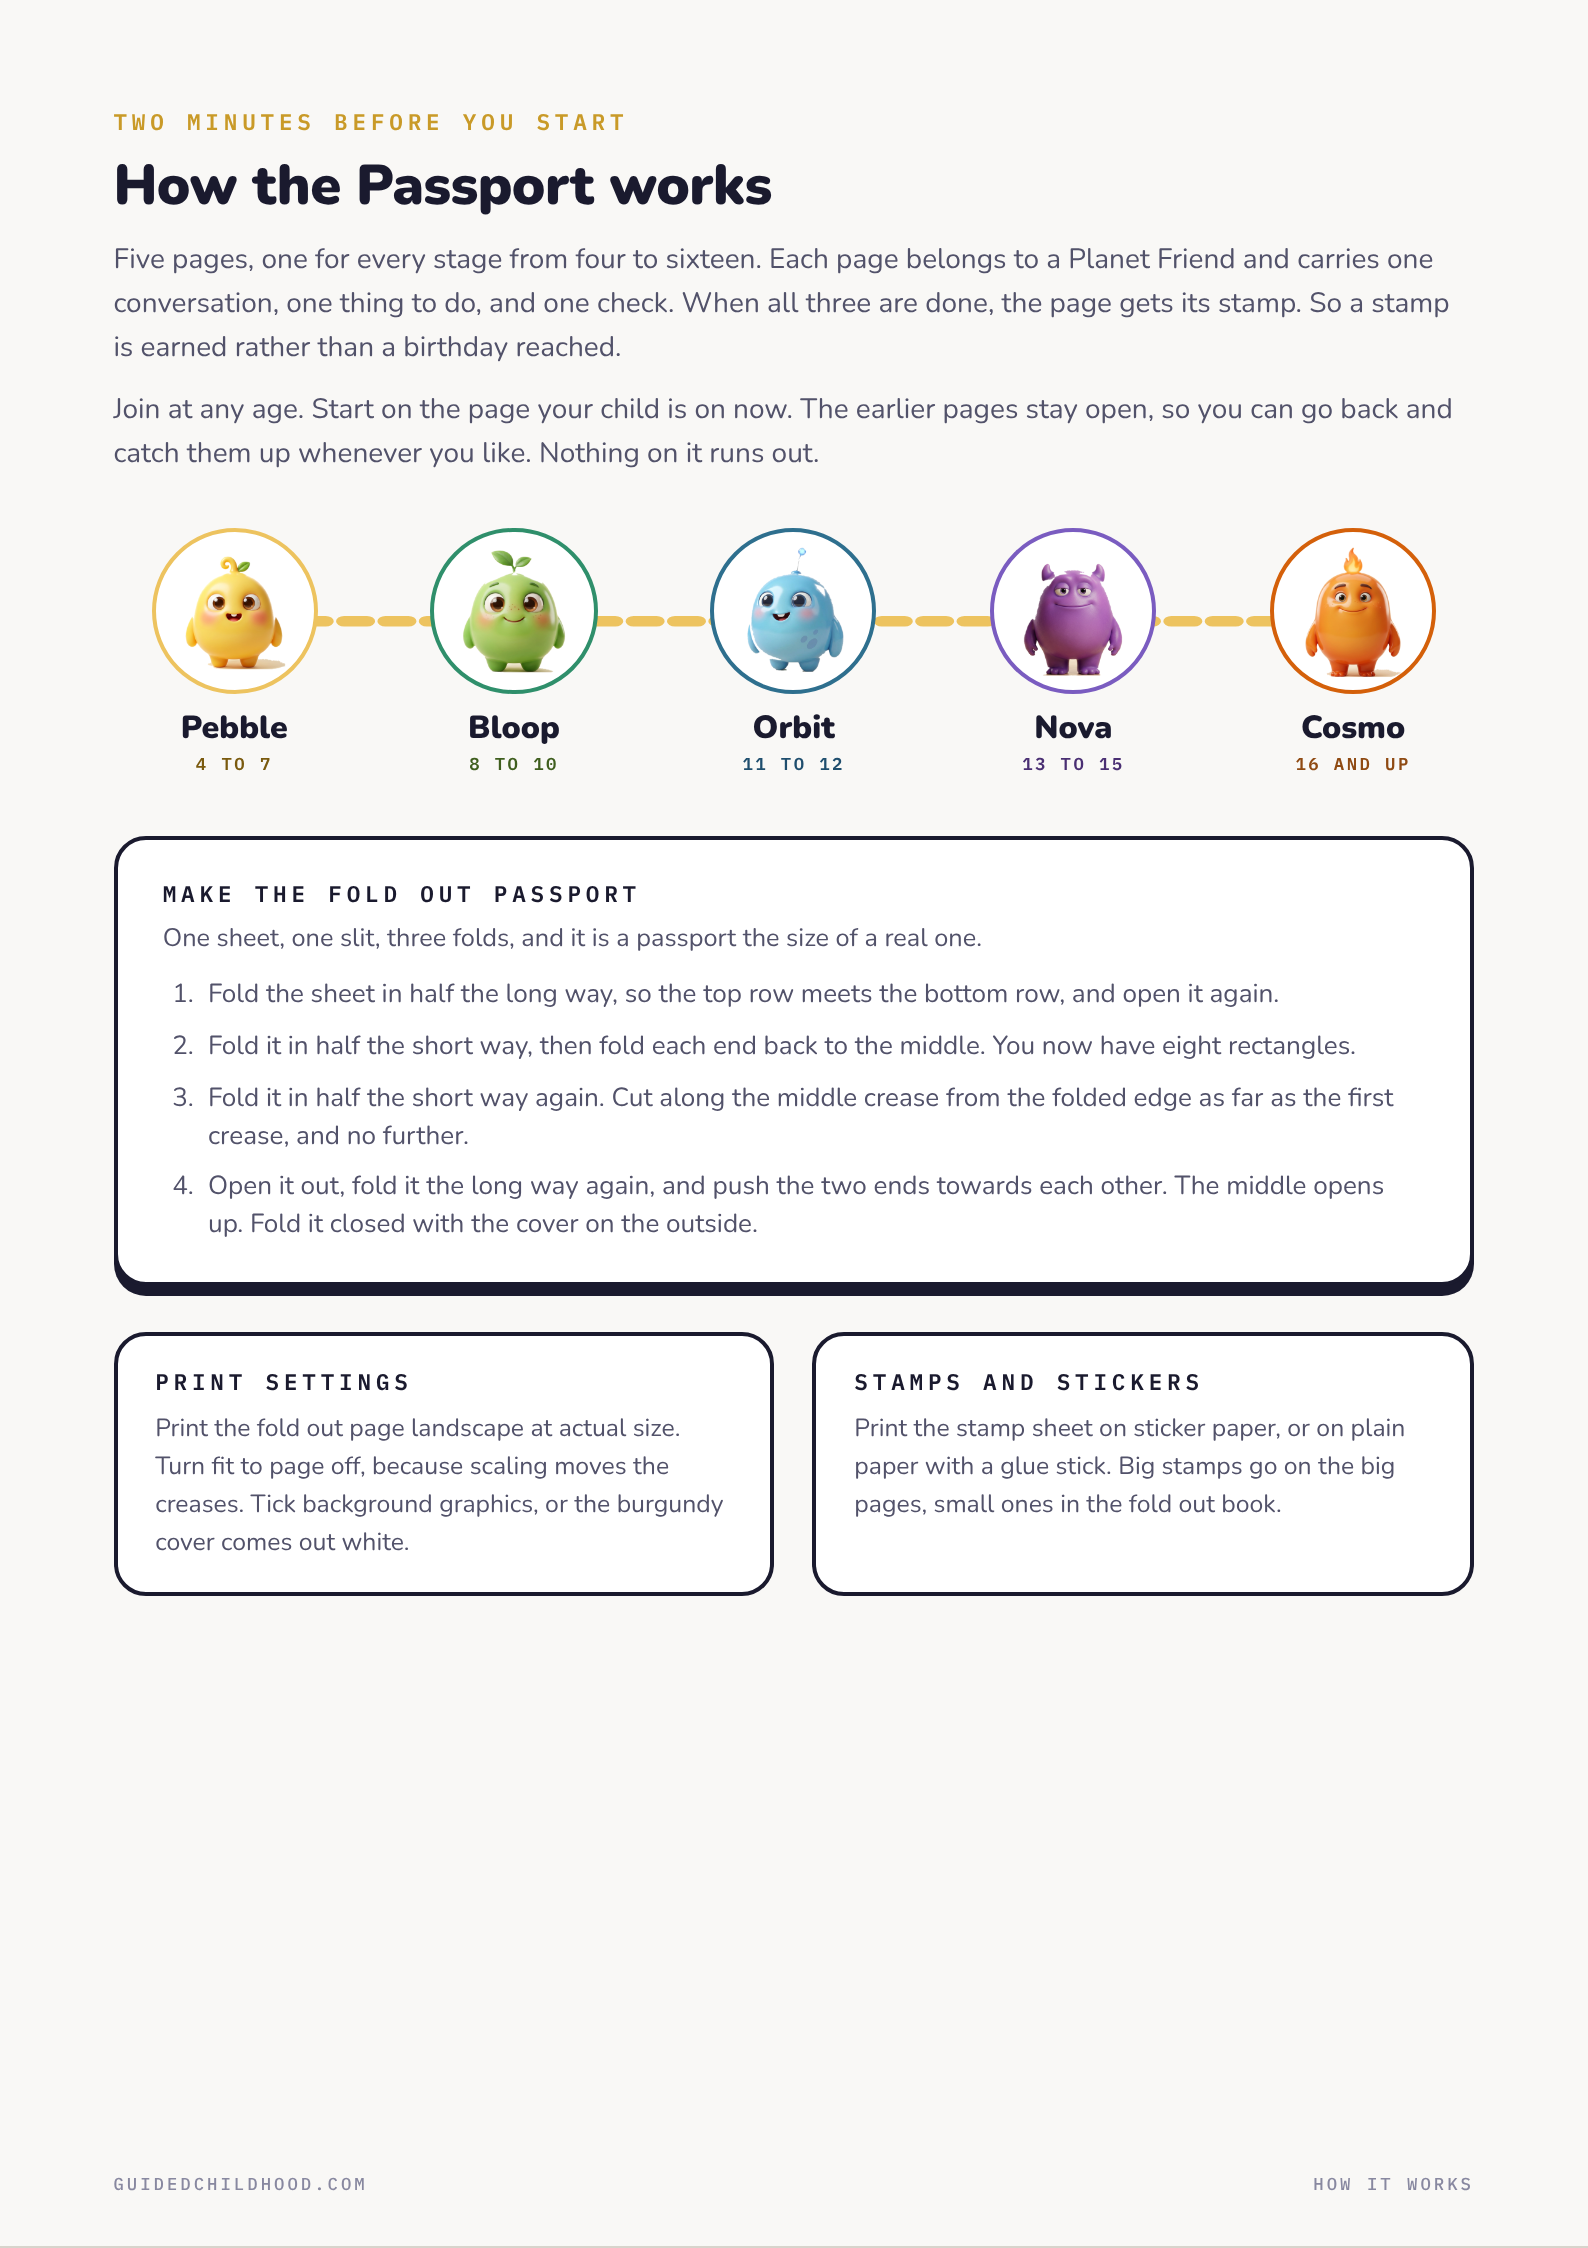 TWO MINUTES BEFORE YOU START
How the Passport works
Five pages, one for every stage from four to sixteen. Each page belongs to a Planet Friend and carries one
conversation, one thing to do, and one check. When all three are done, the page gets its stamp. So a stamp
is earned rather than a birthday reached.
Join at any age. Start on the page your child is on now. The earlier pages stay open, so you can go back and
catch them up whenever you like. Nothing on it runs out.
Pebble
4 TO 7
Bloop
8 TO 10
Orbit
11 TO 12
Nova
13 TO 15
Cosmo
16 AND UP
MAKE THE FOLD OUT PASSPORT
One sheet, one slit, three folds, and it is a passport the size of a real one.
1. Fold the sheet in half the long way, so the top row meets the bottom row, and open it again.
2. Fold it in half the short way, then fold each end back to the middle. You now have eight rectangles.
3. Fold it in half the short way again. Cut along the middle crease from the folded edge as far as the first
crease, and no further.
4. Open it out, fold it the long way again, and push the two ends towards each other. The middle opens
up. Fold it closed with the cover on the outside.
PRINT SETTINGS
Print the fold out page landscape at actual size.
Turn fit to page off, because scaling moves the
creases. Tick background graphics, or the burgundy
cover comes out white.
STAMPS AND STICKERS
Print the stamp sheet on sticker paper, or on plain
paper with a glue stick. Big stamps go on the big
pages, small ones in the fold out book.
GUIDEDCHILDHOOD.COM
HOW IT WORKS